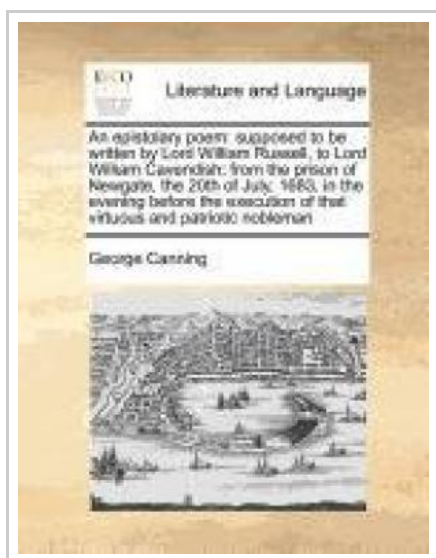 ECCO
Literature and Language
An epistolary poem: supposed to be
written by Lord William Russell, to Lord
William Cavendish; from the prison of
Newgate, the 20th of July, 1683, in the
evening before the execution of that
virtuous and patriotic nobleman
George Canning